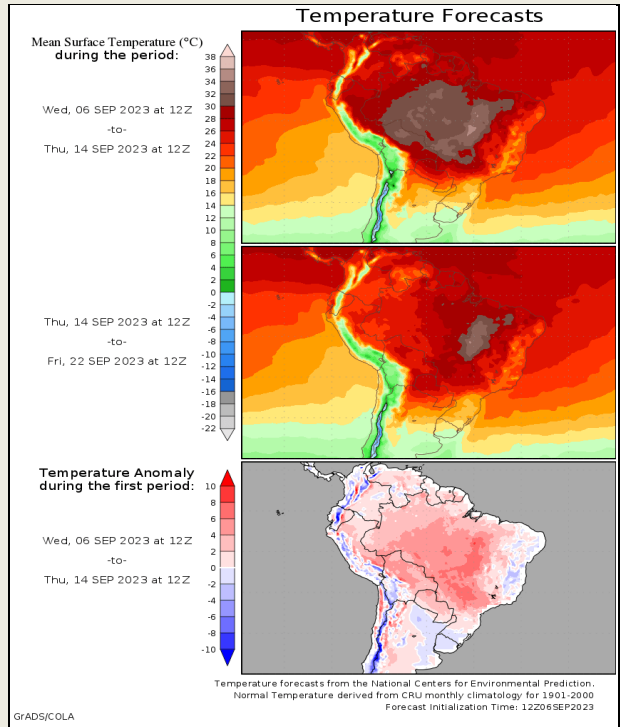 Temperature Forecasts
Mean Surface Temperature (°C)
during the period:
38
36
34
32
30
28
26
24
22
20
18
16
14
12
10
8
6
4
2
0
-2
-4
-6
-8
-10
-12
-14
-16
-18
-20
-22
Wed, 06 SEP 2023 at 12Z
-to-
Thu, 14 SEP 2023 at 12Z
Thu, 14 SEP 2023 at 12Z
-to-
Fri, 22 SEP 2023 at 12Z
Temperature Anomaly
during the first period:
10
8
6
4
2
0
-2
-4
-6
-8
-10
Wed, 06 SEP 2023 at 12Z
-to-
Thu, 14 SEP 2023 at 12Z
Temperature forecasts from the National Centers for Environmental Prediction.
Normal Temperature derived from CRU monthly climatology for 1901-2000
Forecast Initialization Time: 12Z06SEP2023
GrADS/COLA